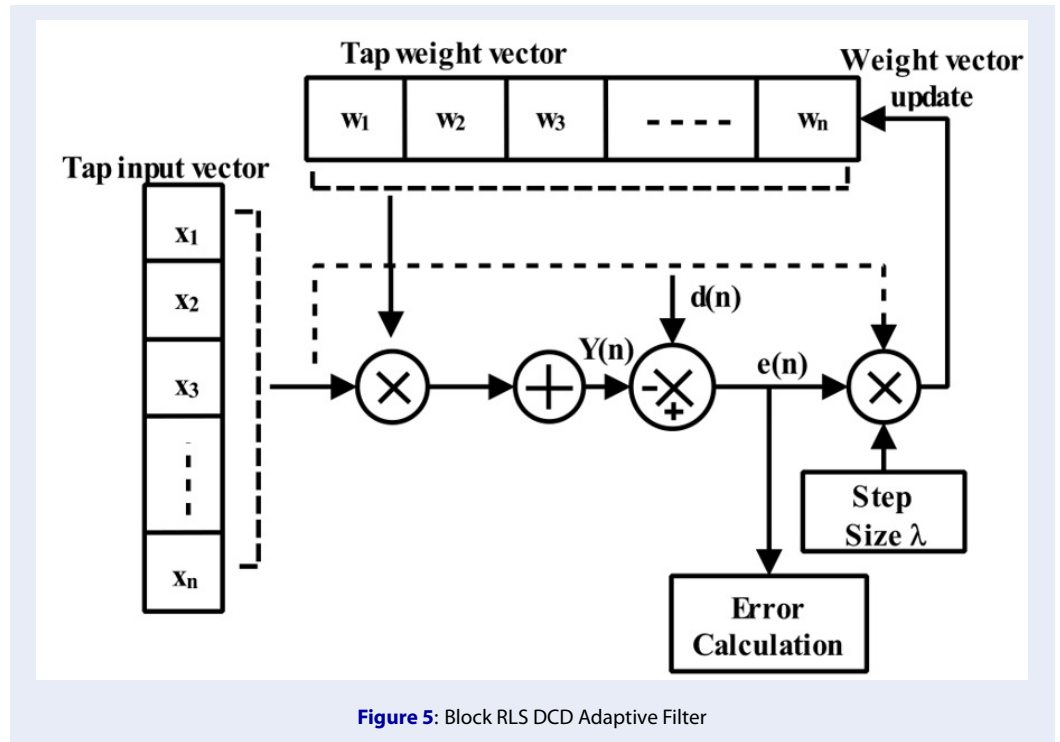 Tap weight vector
Weight vector
update
w1
w2
w3
wn
Tap input vector
x1
x2
x3
xn
d(n)
Y(n)
e(n)
-
+
Step
Size λ
Error
Calculation
Figure 5: Block RLS DCD Adaptive Filter